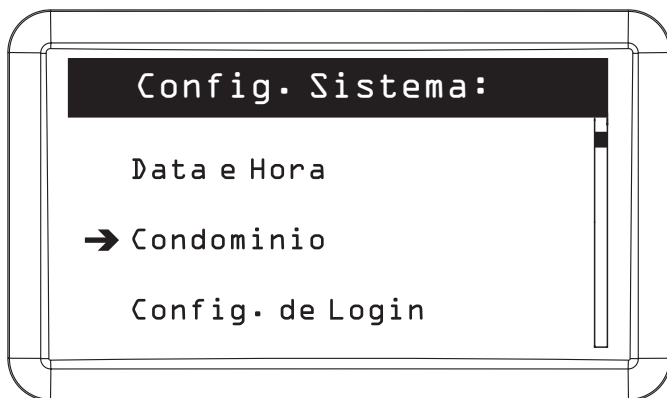 Config. Sistema:
Data e Hora
Condominio
Config. de Login